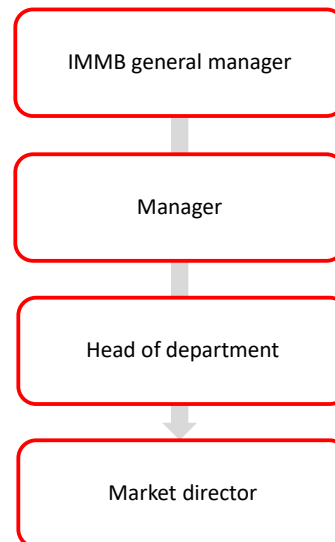 IMMB general manager
Manager
Head of department
Market director